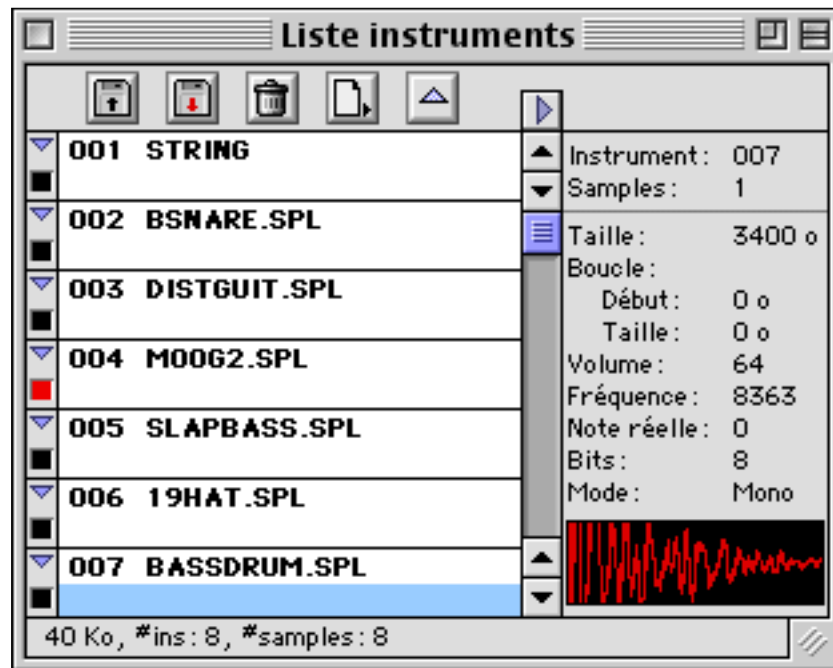 Liste instruments
001 STRING
002 BSNARE.SPL
003 DISTGUIT.SPL
004 MOOG2.SPL
005 SLAPBASS.SPL
006 19HAT.SPL
007 BASSDRUM.SPL
Instrument: 007
Samples: 1
Taille: 3400 o
Boucle:
Début: 0 o
Taille: 0 o
Volume: 64
Fréquence: 8363
Note réelle: 0
Bits: 8
Mode: Mono
40 Ko, #ins: 8, #samples: 8